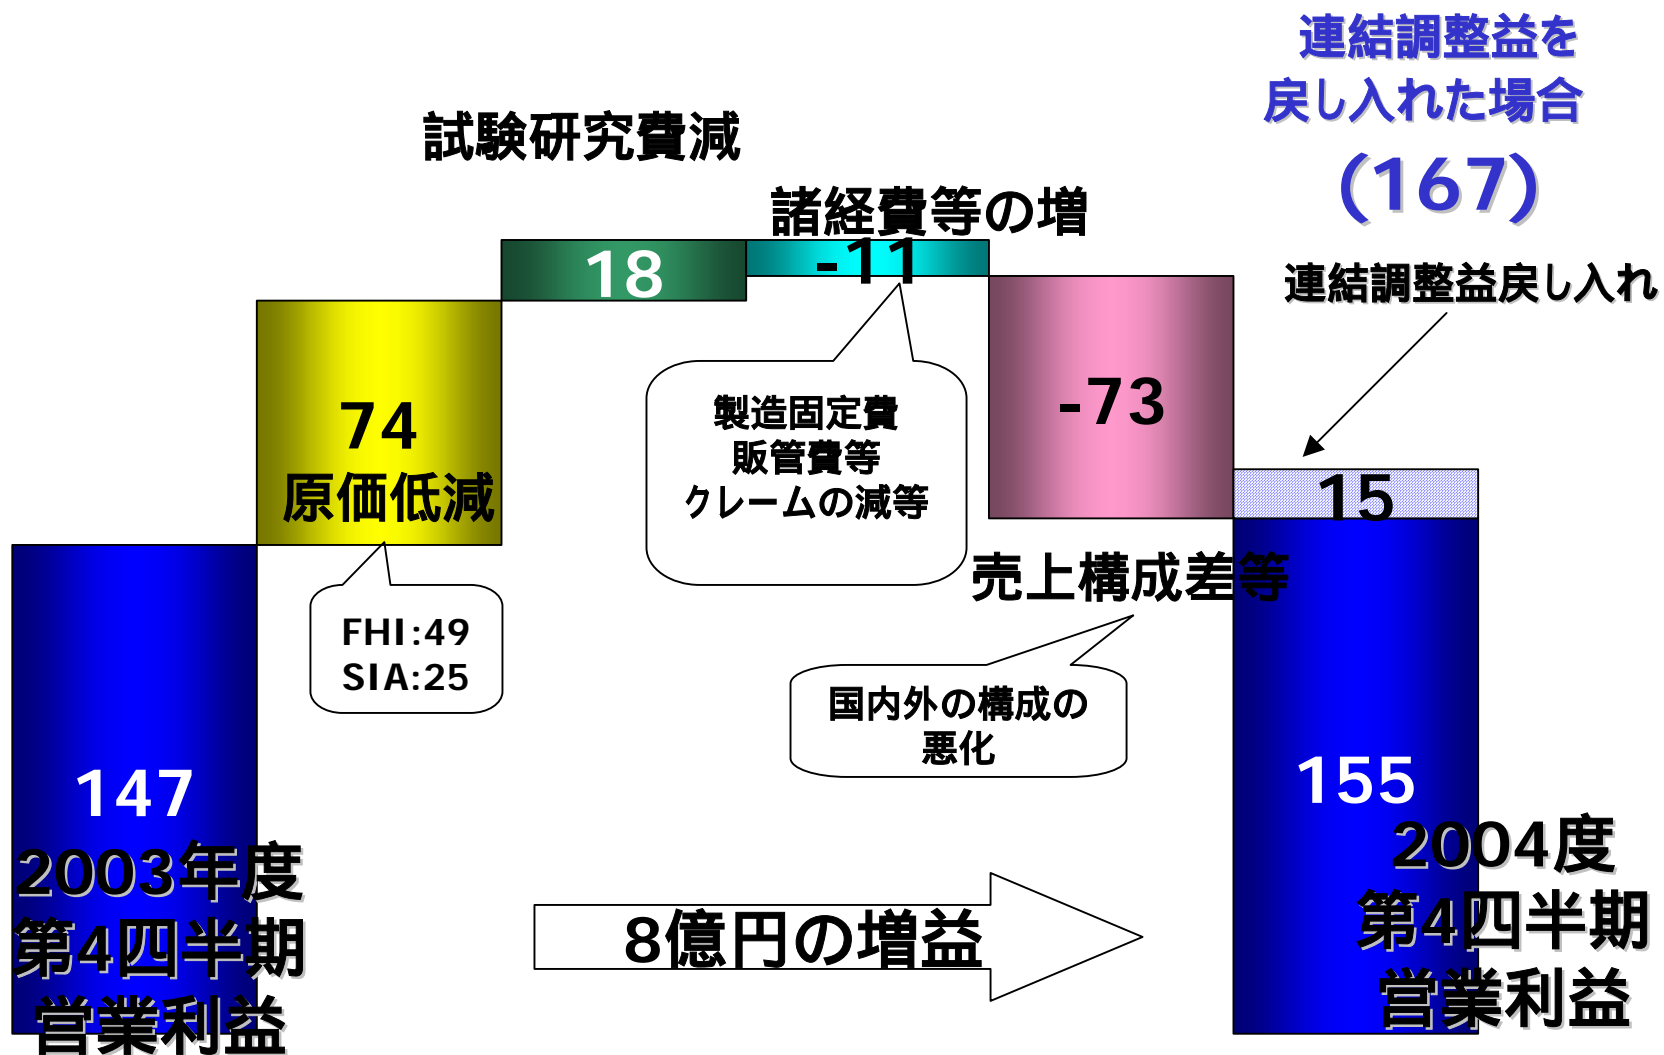 連結調整益を
戻し入れた場合
(167)
試験研究費減
諸経費等の増
18
-11
連結調整益戻し入れ
74
原価低減
製造固定費
販管費等
クレームの減等
-73
15
売上構成差等
FHI:49
SIA:25
国内外の構成の
悪化
147
2003年度
第4四半期
営業利益
8億円の増益
155
2004度
第4四半期
営業利益